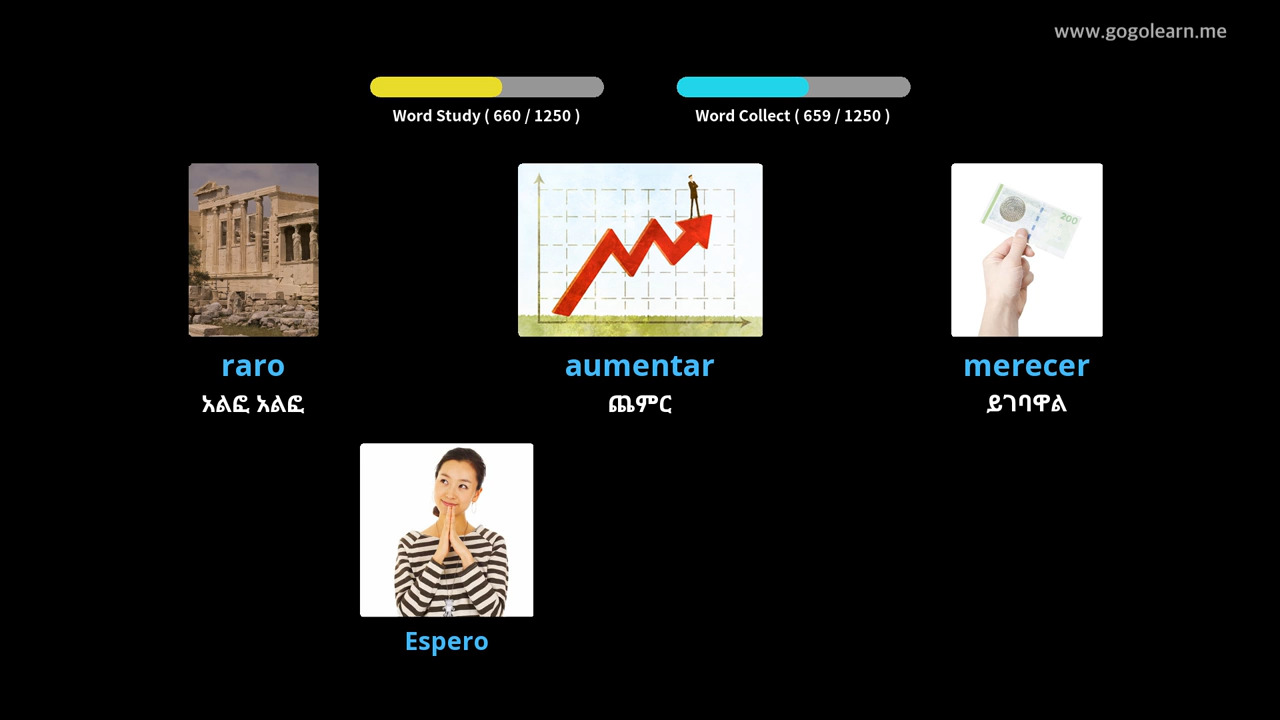 www.gogolearn.me
Word Study ( 660 / 1250 )
Word Collect ( 659 / 1250 )
200
raro
aumentar
merecer
አልፎ አልፎ
ጨምር
ይገባዋል
Espero